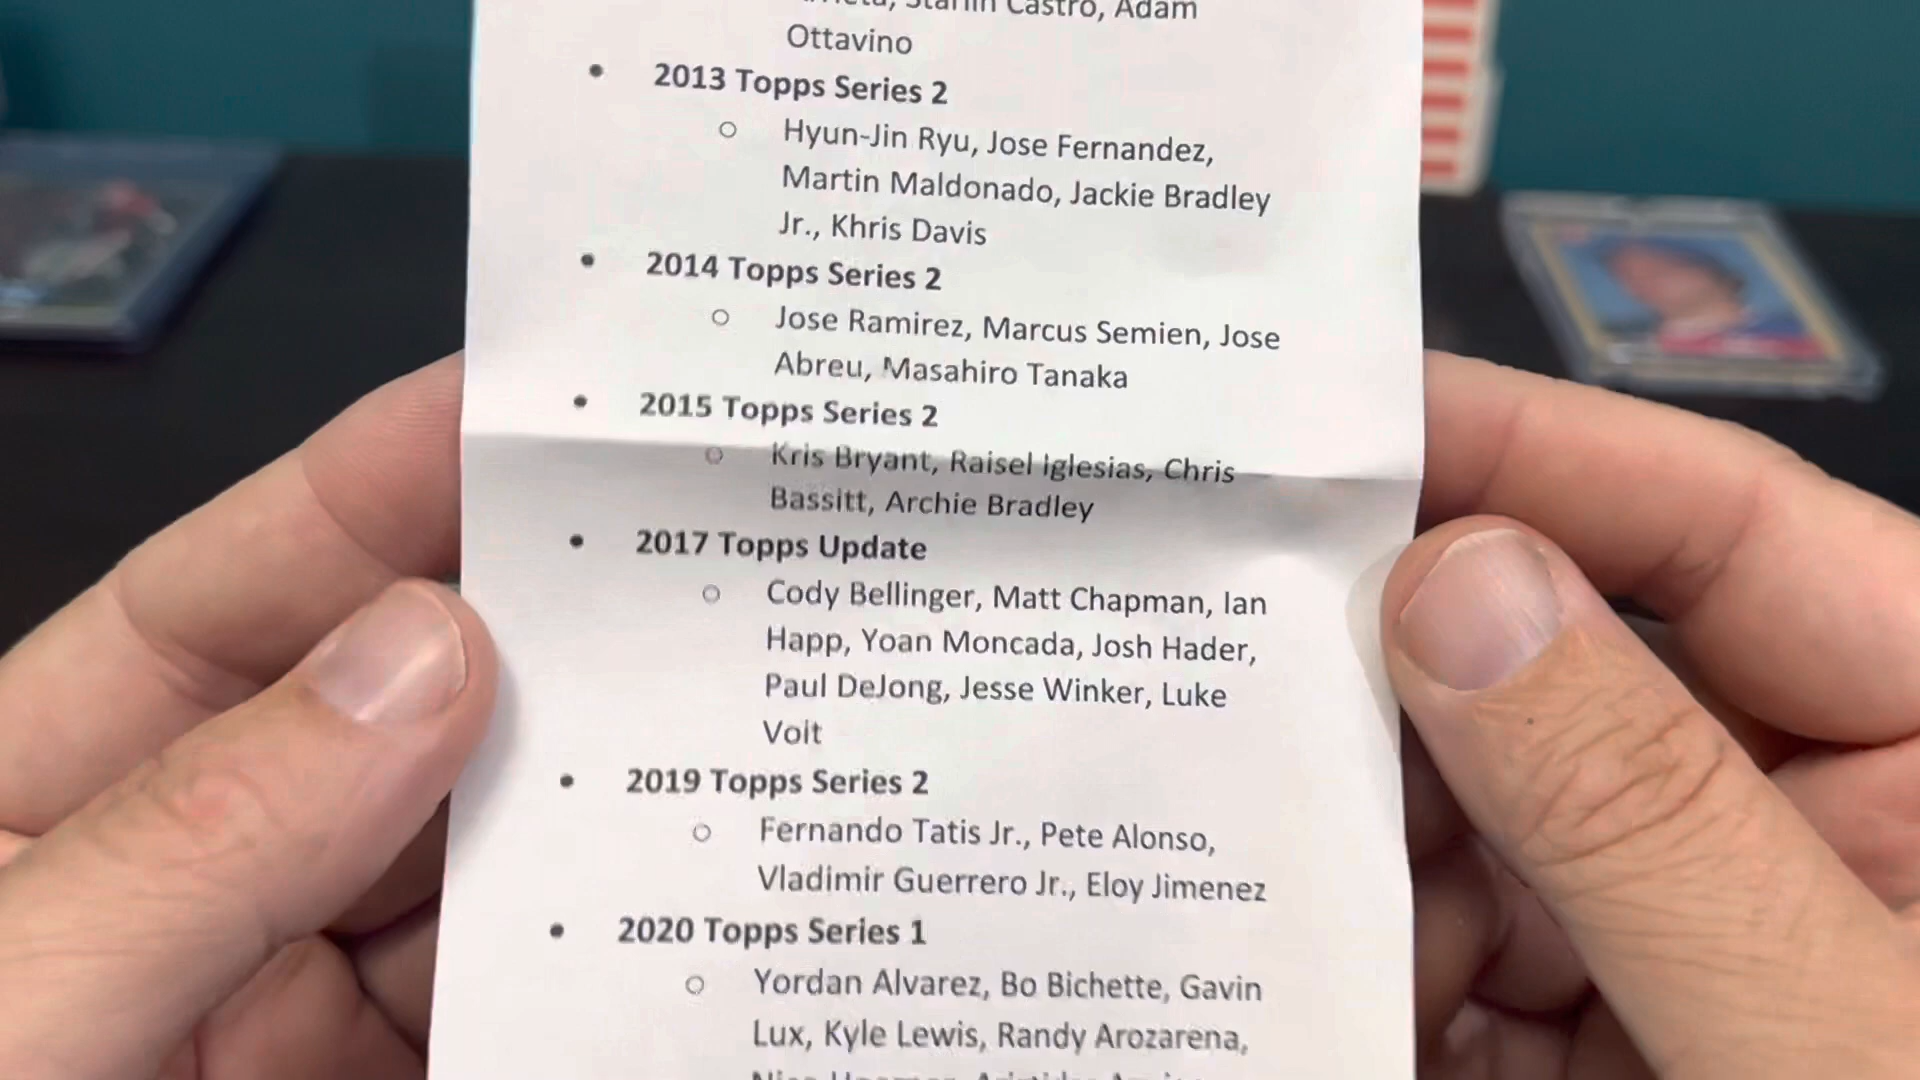 Starlin Castro, Adam
Ottavino
• 2013 Topps Series 2
○ Hyun-Jin Ryu, Jose Fernandez,
Martin Maldonado, Jackie Bradley
Jr., Khris Davis
• 2014 Topps Series 2
○ Jose Ramirez, Marcus Semien, Jose
Abreu, Masahiro Tanaka
• 2015 Topps Series 2
○ Kris Bryant, Raisel Iglesias, Chris
Bassitt, Archie Bradley
• 2017 Topps Update
○ Cody Bellinger, Matt Chapman, Ian
Happ, Yoan Moncada, Josh Hader,
Paul DeJong, Jesse Winker, Luke
Voit
• 2019 Topps Series 2
○ Fernando Tatis Jr., Pete Alonso,
Vladimir Guerrero Jr., Eloy Jimenez
• 2020 Topps Series 1
○ Yordan Alvarez, Bo Bichette, Gavin
Lux, Kyle Lewis, Randy Arozarena,